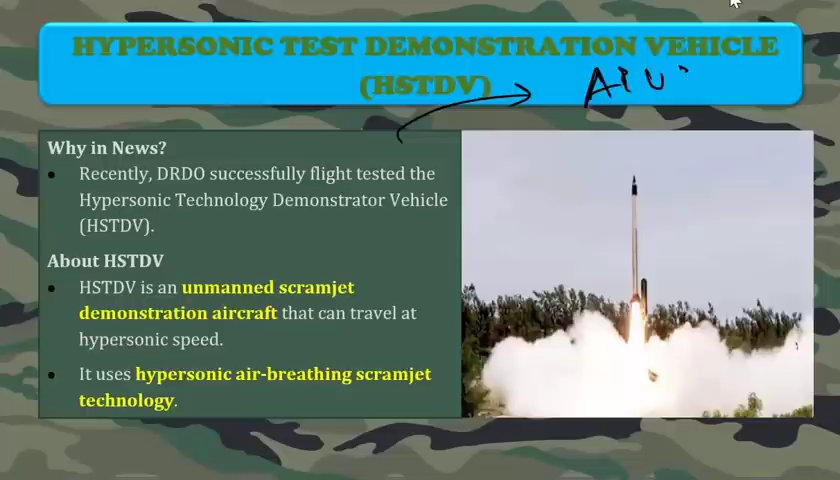 HYPERSONIC TEST DEMONSTRATION VEHICLE
(HSTDV)
Why in News?
• Recently, DRDO successfully flight tested the
Hypersonic Technology Demonstrator Vehicle
(HSTDV).
About HSTDV
• HSTDV is an unmanned scramjet
demonstration aircraft that can travel at
hypersonic speed.
• It uses hypersonic air-breathing scramjet
technology.